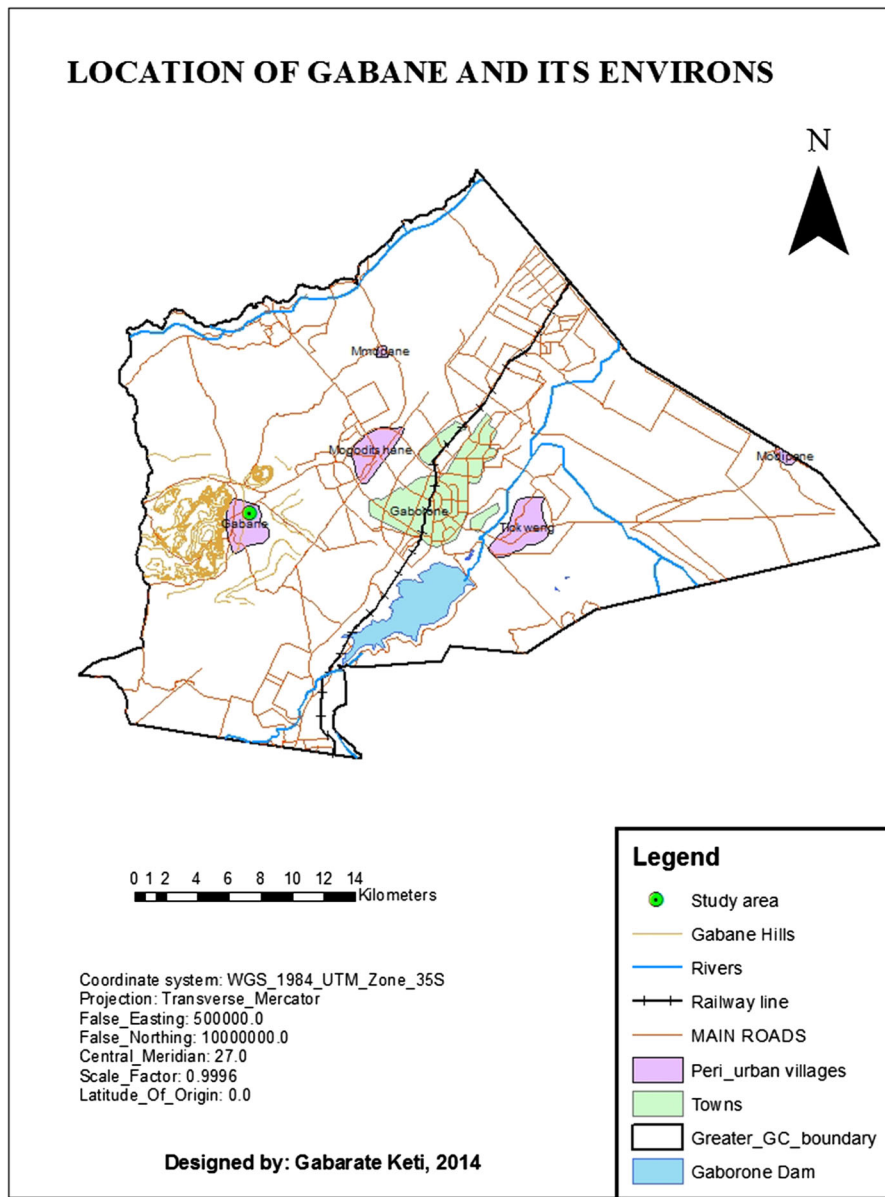 LOCATION OF GABANE AND ITS ENVIRONS
N
Mmopane
Mogoditshane
Modipane
Gaborone
Gabane
Tlokweng
0 1 2 4 6 8 10 12 14
Kilometers
Legend
Study area
Gabane Hills
Rivers
Railway line
MAIN ROADS
Peri_urban villages
Towns
Greater_GC_boundary
Gaborone Dam
Coordinate system: WGS_1984_UTM_Zone_35S
Projection: Transverse_Mercator
False_Easting: 500000.0
False_Northing: 10000000.0
Central_Meridian: 27.0
Scale_Factor: 0.9996
Latitude_Of_Origin: 0.0
Designed by: Gabarate Keti, 2014